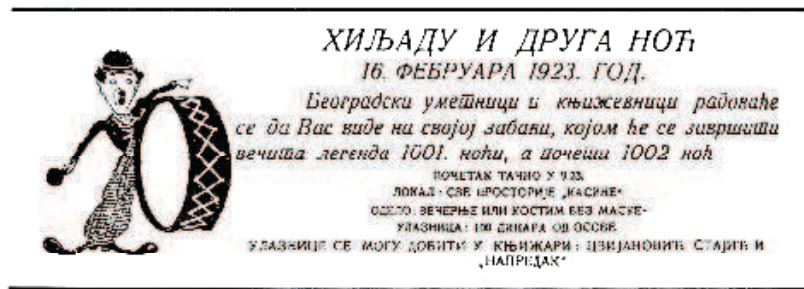 ХИЉАДУ И ДРУГА НОЋ
16. ФЕБРУАРА 1923. ГОД.
Београдски уметници и књижевници радоваће
се да Вас виде на својој забави, којом ће се завршити
вечита легенда 1001. ноћи, а почети 1002 ноћ
ПОЧЕТАК ТАЧНО У 9
ЛОКАЛ: СВЕ ПРОСТОРИЈЕ „КАСИНЕ“
ОДЕЛО: ВЕЧЕРЊЕ ИЛИ КОСТИМ БЕЗ МАСКЕ-
УЛАЗНИЦА: 100 ДИНАРА ОД ОСОБЕ
УЛАЗНИЦЕ СЕ МОГУ ДОБИТИ У КЊИЖАРИ: ЦВИЈАНОВИЋ СТАЈИЋ И
„НАПРЕДАК“